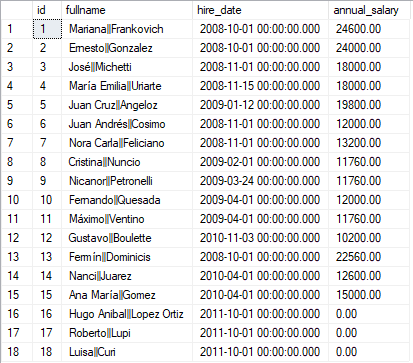 id fullname hire_date annual_salary
1 1 Mariana Frankovich 2008-10-01 00:00:00.000 24600.00
2 2 Ernesto Gonzalez 2008-10-01 00:00:00.000 24000.00
3 3 José Michetti 2008-11-01 00:00:00.000 18000.00
4 4 María Emilia Uriarte 2008-11-15 00:00:00.000 18000.00
5 5 Juan Cruz Angeloz 2009-01-12 00:00:00.000 19800.00
6 6 Juan Andrés Cosimo 2008-11-01 00:00:00.000 12000.00
7 7 Nora Carla Feliciano 2008-11-01 00:00:00.000 13200.00
8 8 Cristina Nuncio 2009-02-01 00:00:00.000 11760.00
9 9 Nicanor Petronelli 2009-03-24 00:00:00.000 11760.00
10 10 Fernando Quesada 2009-04-01 00:00:00.000 12000.00
11 11 Máximo Ventino 2009-04-01 00:00:00.000 11760.00
12 12 Gustavo Boulette 2010-11-03 00:00:00.000 10200.00
13 13 Fermín Dominicis 2008-10-01 00:00:00.000 22560.00
14 14 Nanci Juarez 2010-04-01 00:00:00.000 12600.00
15 15 Ana María Gomez 2010-04-01 00:00:00.000 15000.00
16 16 Hugo Anibal Lopez Ortiz 2011-10-01 00:00:00.000 0.00
17 17 Roberto Lupi 2011-10-01 00:00:00.000 0.00
18 18 Luisa Curi 2011-10-01 00:00:00.000 0.00